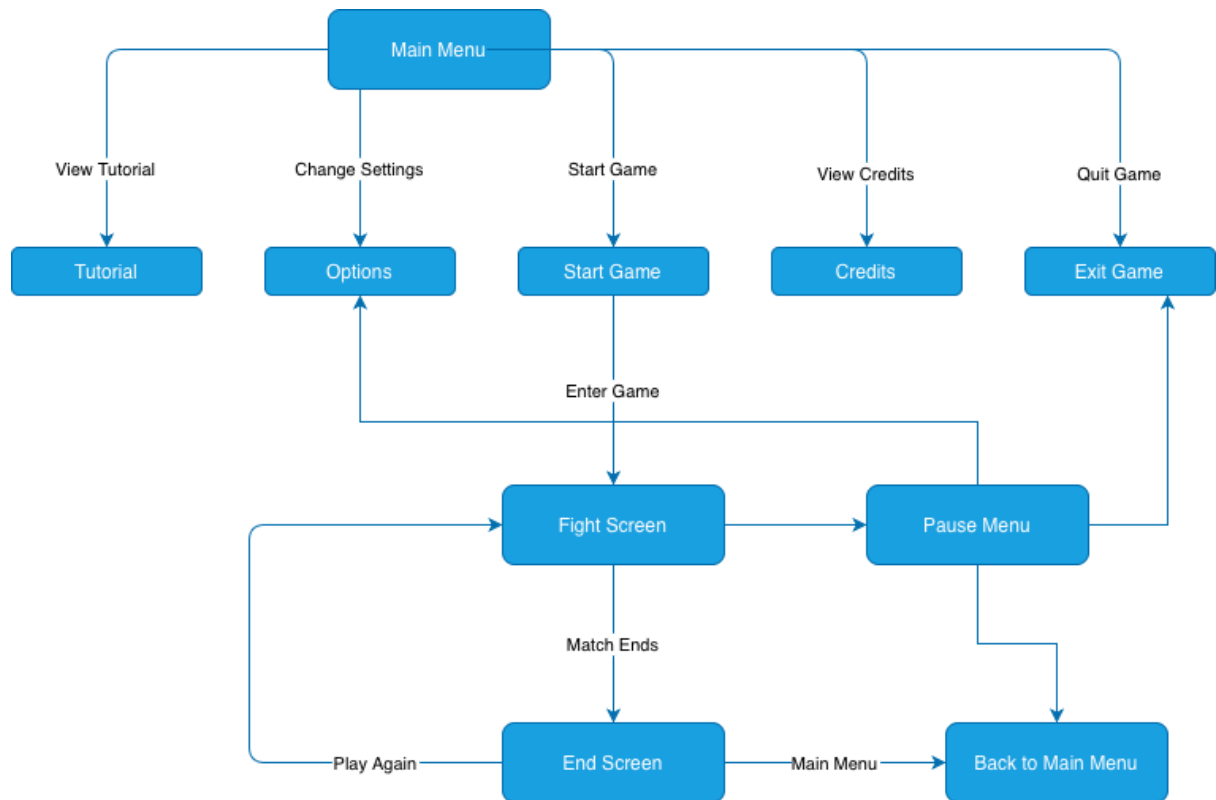 Main Menu
View Tutorial
Change Settings
Start Game
View Credits
Quit Game
Tutorial
Options
Start Game
Credits
Exit Game
Enter Game
Fight Screen
Pause Menu
Match Ends
Play Again
End Screen
Main Menu
Back to Main Menu